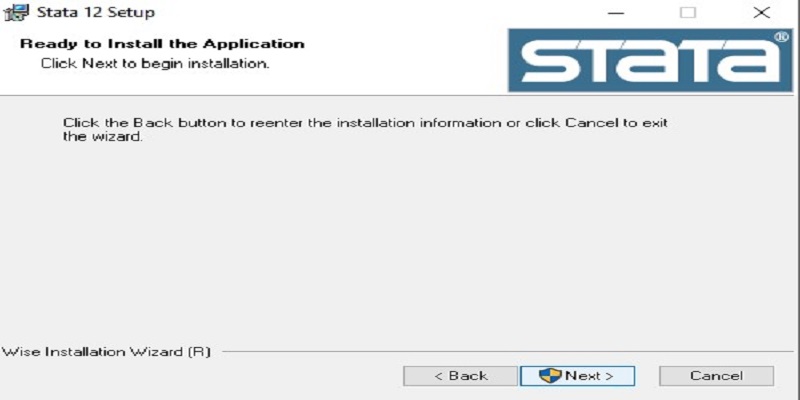 Stata 12 Setup
Ready to Install the Application
Click Next to begin installation.
STATA®
Click the Back button to reenter the installation information or click Cancel to exit
the wizard.
Wise Installation Wizard (R)
< Back Next > Cancel